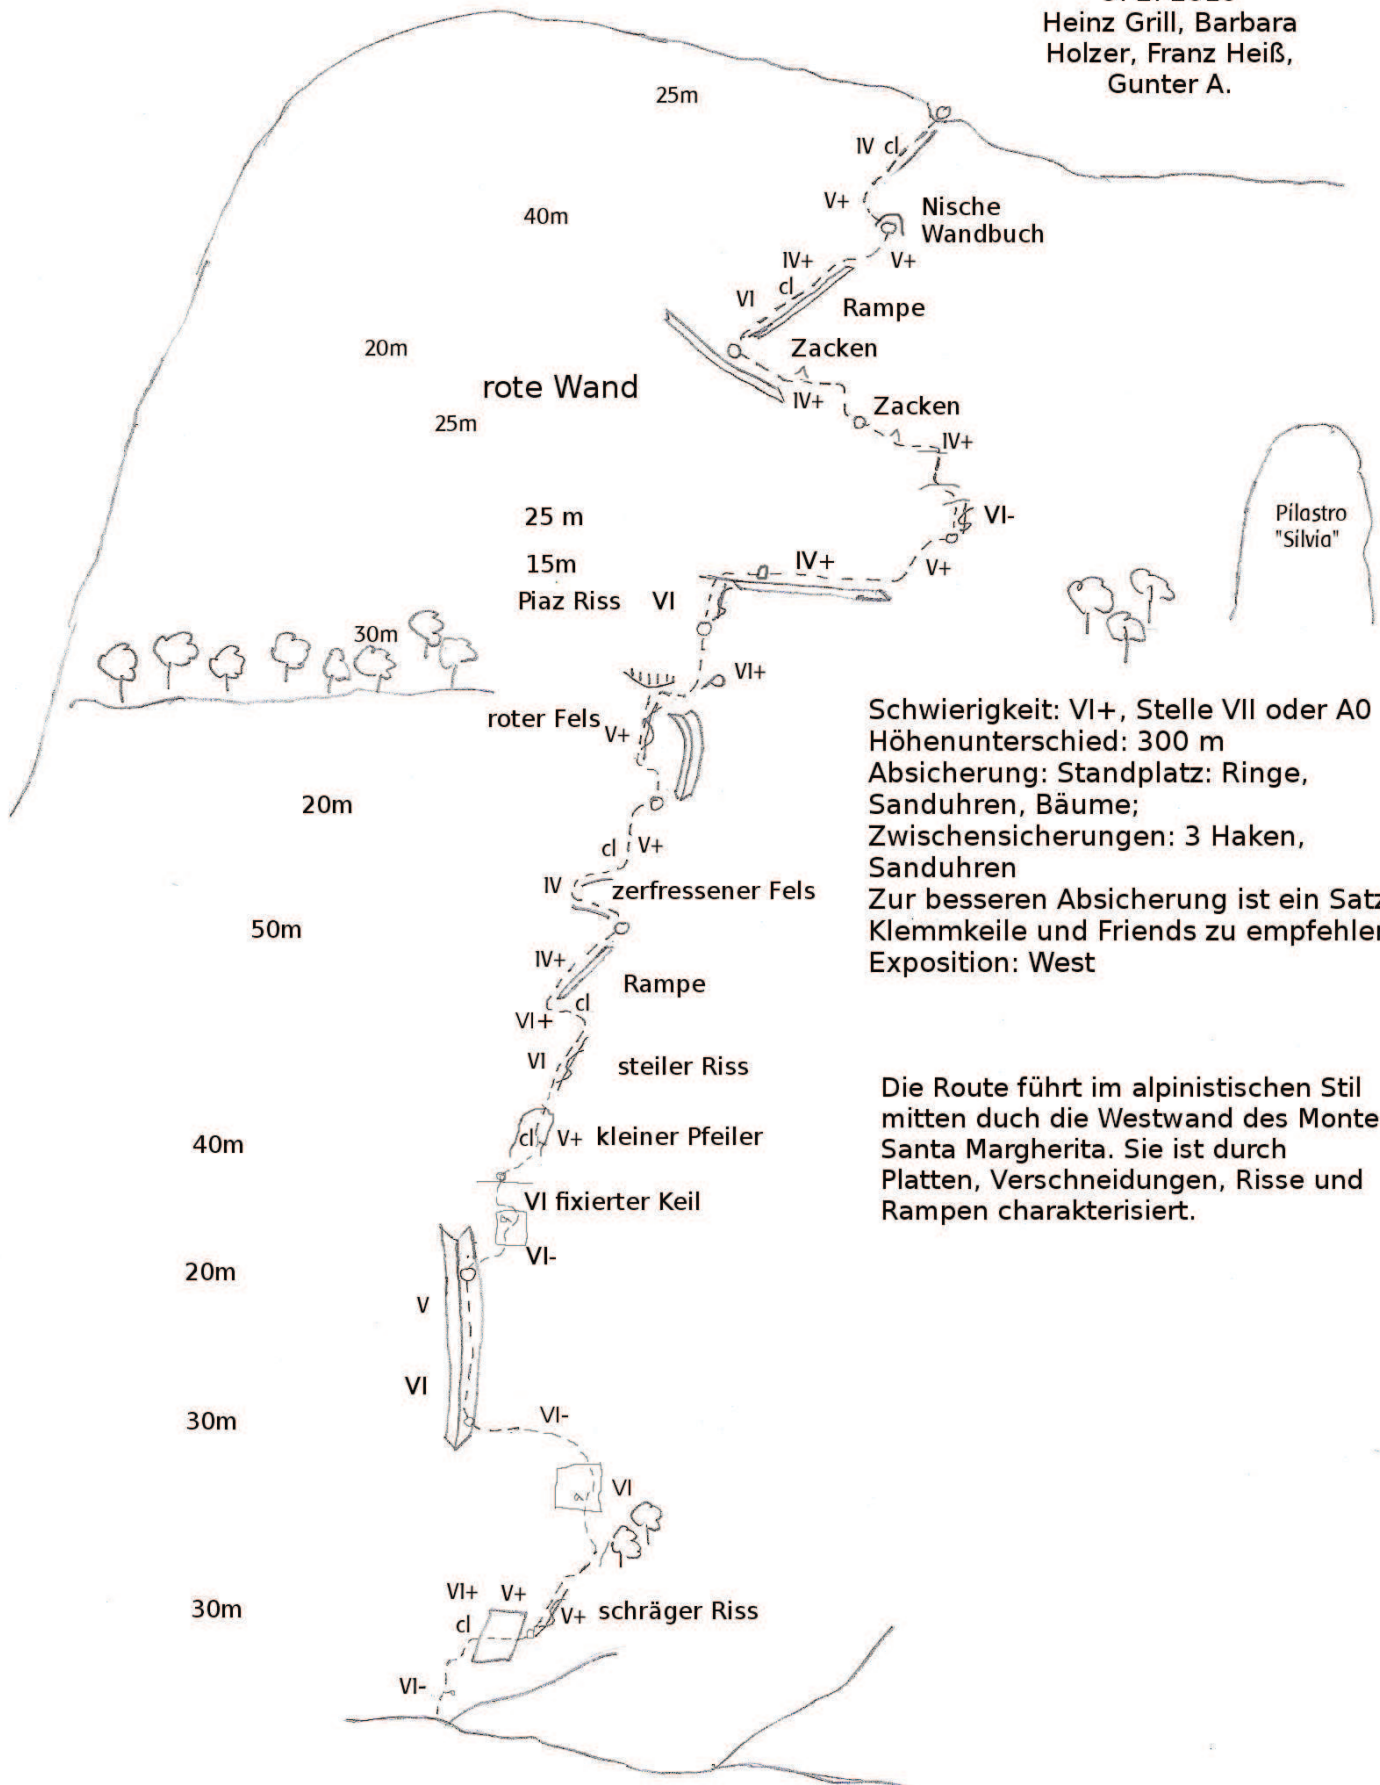 Heinz Grill, Barbara
Holzer, Franz Heiß,
Gunter A.
25m
IV cl
V+
40m
Nische
Wandbuch
IV+
V+
cl
VI
Rampe
20m
Zacken
rote Wand
IV+
Zacken
25m
IV+
25 m
VI-
Pilastro
"Silvia"
15m
IV+
V+
Piaz Riss VI
30m
VI+
roter Fels
V+
Schwierigkeit: VI+, Stelle VII oder A0
Höhenunterschied: 300 m
Absicherung: Standplatz: Ringe,
Sanduhren, Bäume;
Zwischensicherungen: 3 Haken,
Sanduhren
Zur besseren Absicherung ist ein Satz
Klemmkeile und Friends zu empfehlen
Exposition: West
20m
cl V+
IV
zerfressener Fels
50m
IV+
Rampe
cl
VI+
VI
steiler Riss
Die Route führt im alpinistischen Stil
mitten duch die Westwand des Monte
Santa Margherita. Sie ist durch
Platten, Verschneidungen, Risse und
Rampen charakterisiert.
40m
cl V+ kleiner Pfeiler
VI fixierter Keil
VI-
20m
V
VI
30m
VI-
VI
30m
VI+ V+
cl
V+ schräger Riss
VI-